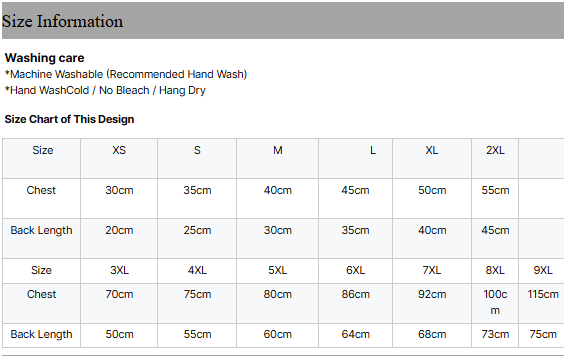 Size Information
Washing care
*Machine Washable (Recommended Hand Wash)
*Hand WashCold / No Bleach / Hang Dry
Size Chart of This Design
Size XS S M L XL 2XL
Chest 30cm 35cm 40cm 45cm 50cm 55cm
Back Length 20cm 25cm 30cm 35cm 40cm 45cm
Size 3XL 4XL 5XL 6XL 7XL 8XL 9XL
Chest 70cm 75cm 80cm 86cm 92cm 100cm 115cm
Back Length 50cm 55cm 60cm 64cm 68cm 73cm 75cm